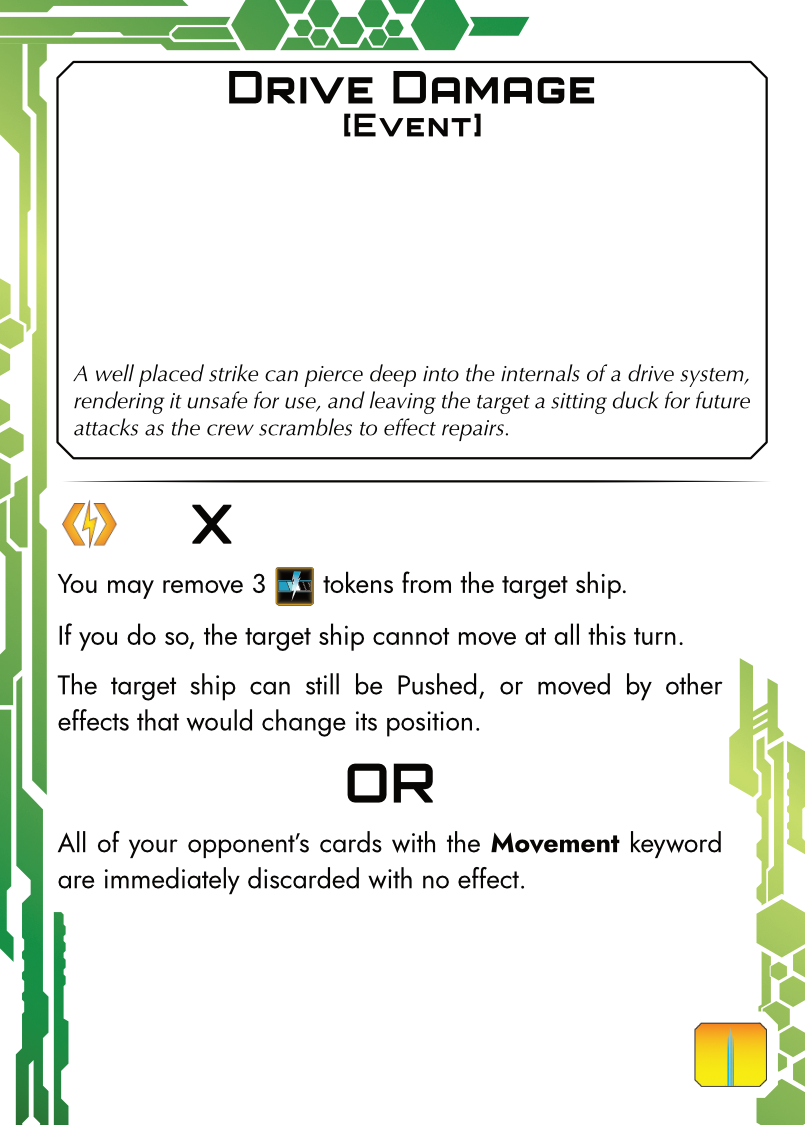 Drive Damage
[Event]
A well placed strike can pierce deep into the internals of a drive system,
rendering it unsafe for use, and leaving the target a sitting duck for future
attacks as the crew scrambles to effect repairs.
X
You may remove 3 tokens from the target ship.
If you do so, the target ship cannot move at all this turn.
The target ship can still be Pushed, or moved by other
effects that would change its position.
OR
All of your opponent's cards with the Movement keyword
are immediately discarded with no effect.